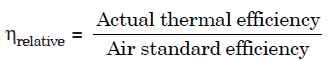 η_relative = Actual thermal efficiency / Air standard efficiency